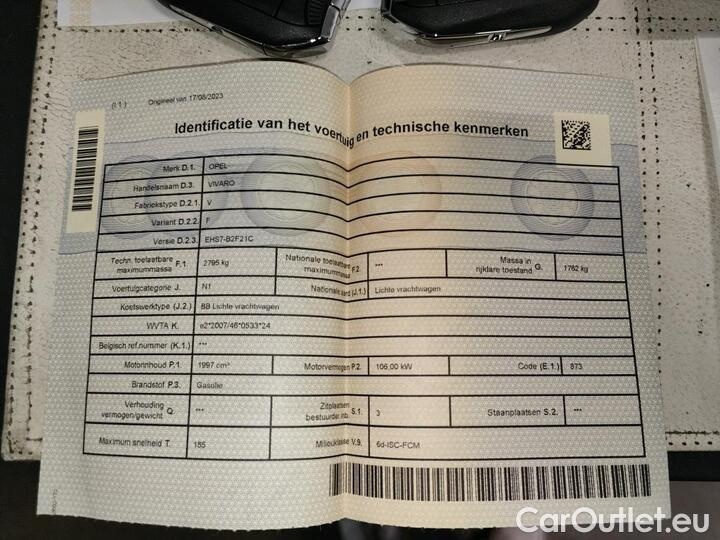 (I.1.) Origineel van 17/08/2023
Identificatie van het voertuig en technische kenmerken
Merk D.1. OPEL
Handelsnaam D.3. VIVARO
Fabriekstype D.2.1. V
Variant D.2.2. F
Versie D.2.3. EHS7-B2F21C
Techn. toelaatbare maximummassa F.1. 2795 kg Nationale toelaatbare maximummassa F.2. *** Massa in rijklare toestand G. 1762 kg
Voertuigcategorie J. N1 Nationale aard (J.1.) Lichte vrachtwagen
Koetswerktype (J.2.) BB Lichte vrachtwagen
WVTA K. e2*2007/46*0533*24
Belgisch ref.nummer (K.1.) ***
Motorinhoud P.1. 1997 cm³ Motorvermogen P.2. 106,00 kW Code (E.1.) 873
Brandstof P.3. Gasolie
Verhouding vermogen/gewicht Q. *** Zitplaatsen bestuurder inb. S.1. 3 Staanplaatsen S.2. ***
Maximum snelheid T. 185 Milieuklasse V.9. 6d-ISC-FCM
CarOutlet.eu